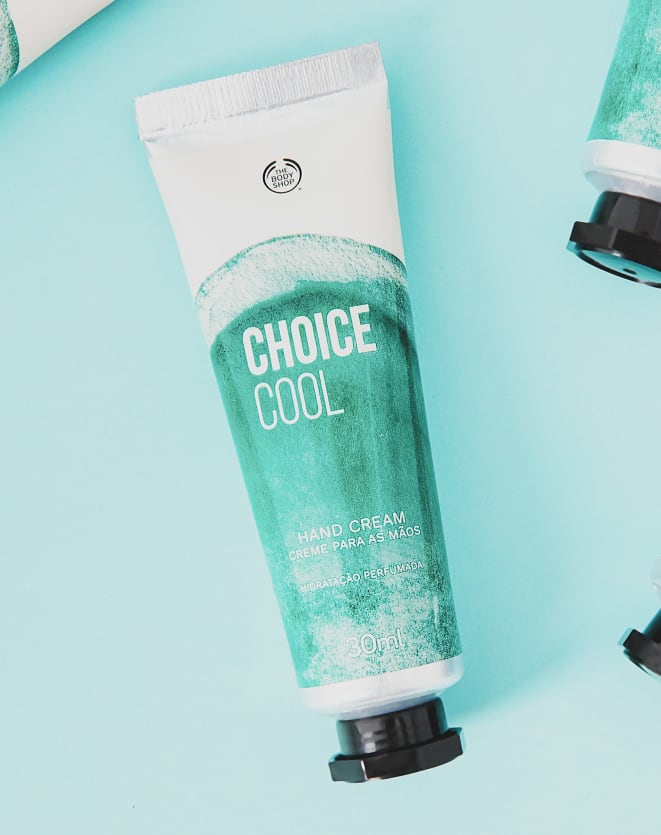 THE
BODY
SHOP
CHOICE
COOL
HAND CREAM
CREME PARA AS MÃOS
HIDRATAÇÃO PERFUMADA
30ml